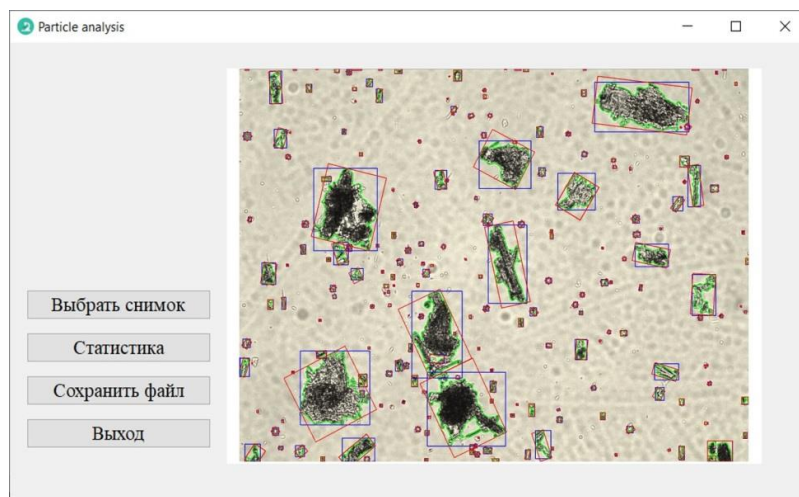 Particle analysis
Выбрать снимок
Статистика
Сохранить файл
Выход